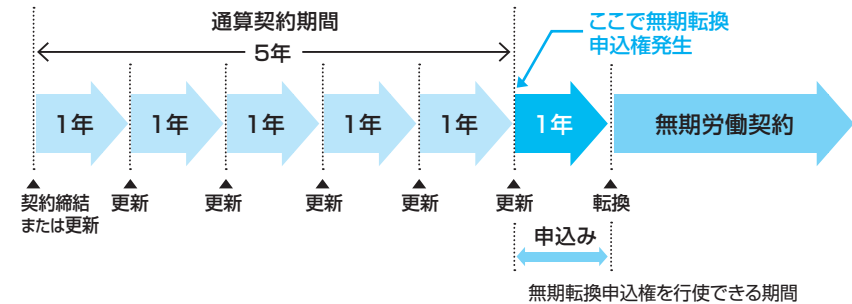 通算契約期間
5年
ここで無期転換
申込権発生
1年
1年
1年
1年
1年
1年
無期労働契約
契約締結
または更新
更新
更新
更新
更新
更新
転換
申込み
無期転換申込権を行使できる期間